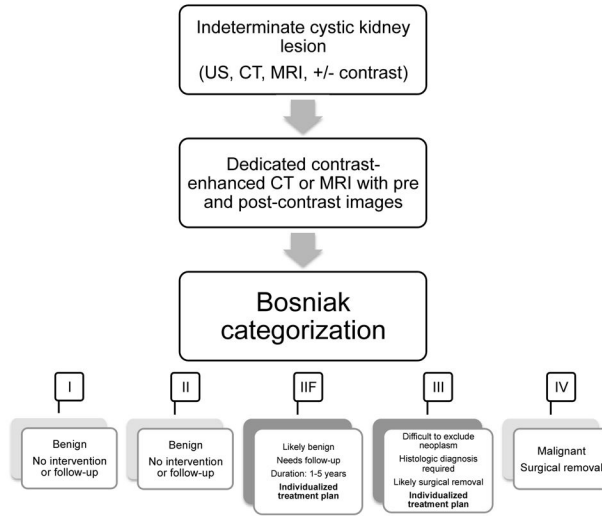 Indeterminate cystic kidney
lesion
(US, CT, MRI, +/- contrast)
Dedicated contrast-
enhanced CT or MRI with pre
and post-contrast images
Bosniak
categorization
I
Benign
No intervention
or follow-up
II
Benign
No intervention
or follow-up
IIF
Likely benign
Needs follow-up
Duration: 1-5 years
Individualized
treatment plan
III
Difficult to exclude
neoplasm
Histologic diagnosis
required
Likely surgical removal
Individualized
treatment plan
IV
Malignant
Surgical removal